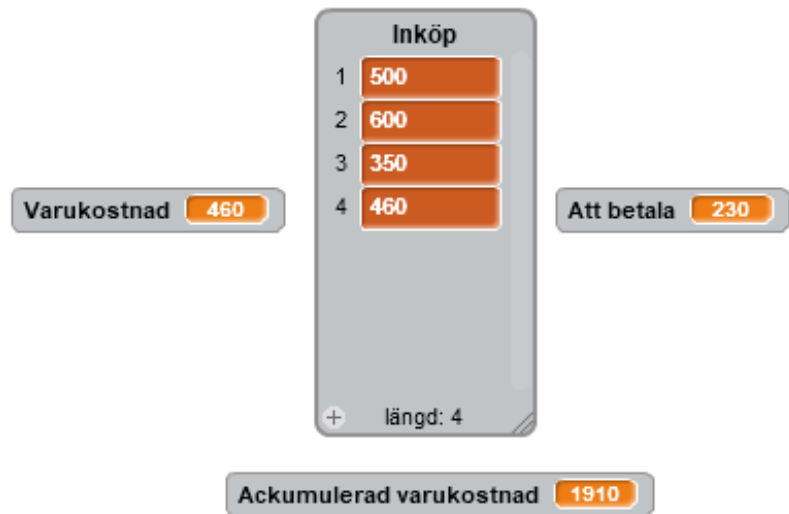 Inköp
1 500
2 600
3 350
4 460
längd: 4
Varukostnad 460
Att betala 230
Ackumulerad varukostnad 1910